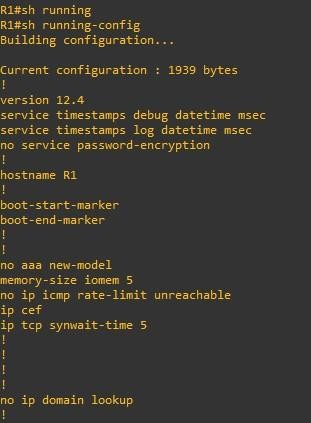 R1#sh running
R1#sh running-config
Building configuration...

Current configuration : 1939 bytes
!
version 12.4
service timestamps debug datetime msec
service timestamps log datetime msec
no service password-encryption
!
hostname R1
!
boot-start-marker
boot-end-marker
!
!
no aaa new-model
memory-size iomem 5
no ip icmp rate-limit unreachable
ip cef
ip tcp synwait-time 5
!
!
!
!
no ip domain lookup
!